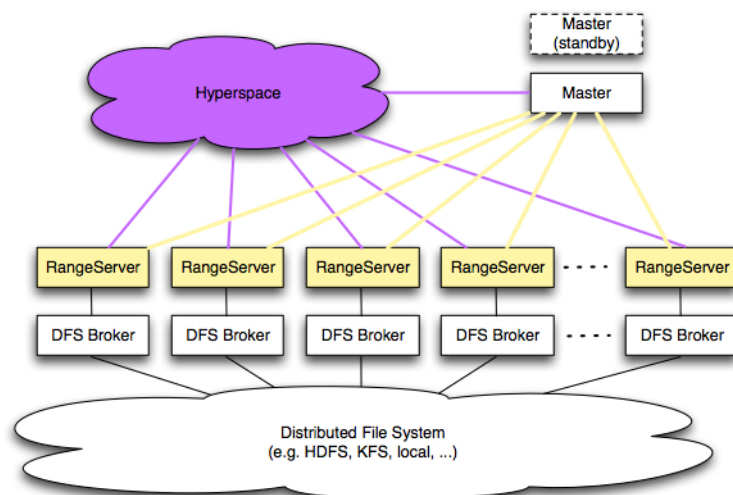 Master
(standby)
Hyperspace
Master
RangeServer
RangeServer
RangeServer
RangeServer
RangeServer
DFS Broker
DFS Broker
DFS Broker
DFS Broker
DFS Broker
Distributed File System
(e.g. HDFS, KFS, local, ...)